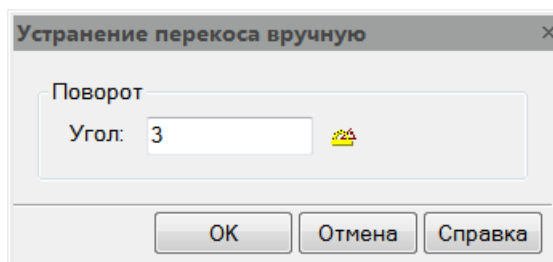 Устранение перекоса вручную
Поворот
Угол: 3
OK Отмена Справка